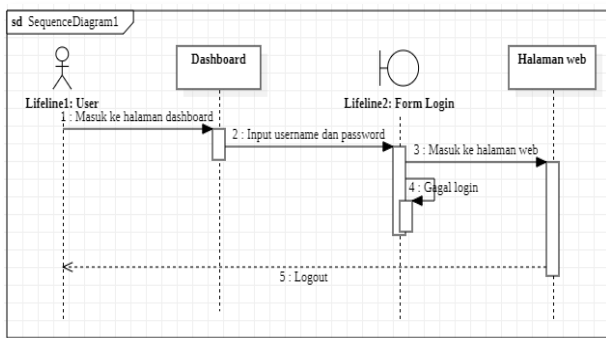 sd SequenceDiagram1
Dashboard
Halaman web
Lifeline1: User
Lifeline2: Form Login
1 : Masuk ke halaman dashboard
2 : Input username dan password
3 : Masuk ke halaman web
4 : Gagal login
5 : Logout